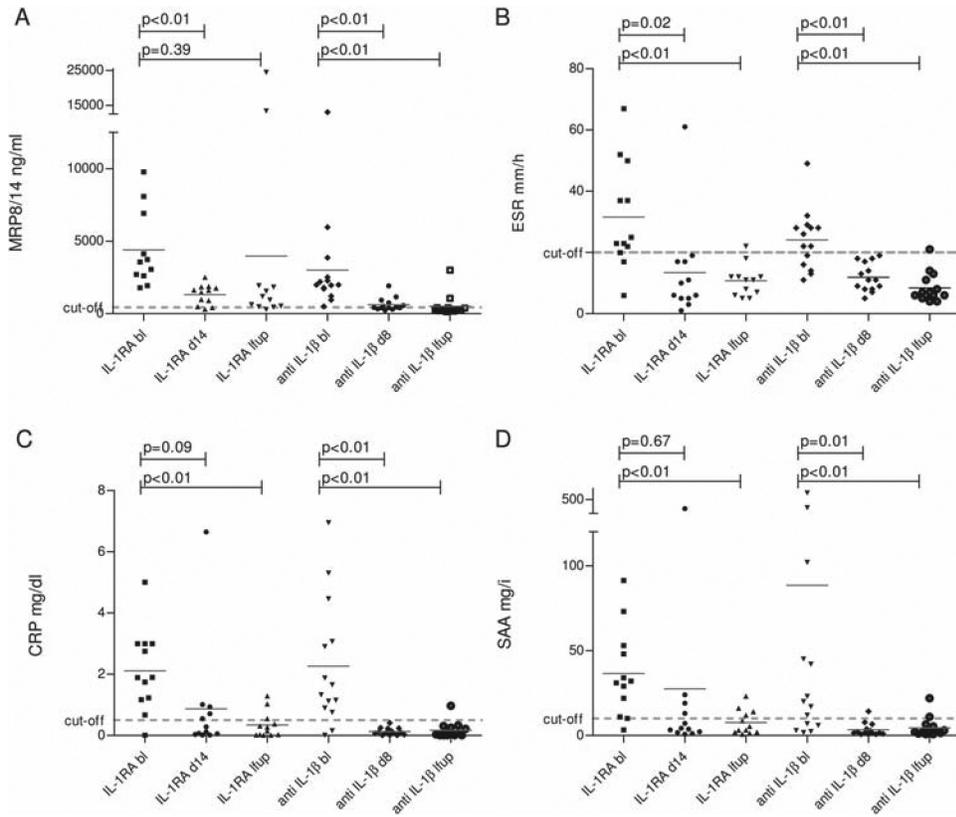 A
p<0.01
p<0.01
p=0.39
p<0.01
25000
15000
10000
5000
0
cut-off
MRP8/14 ng/ml
IL-1RA bl
IL-1RA d14
IL-1RA lfup
anti IL-1β bl
anti IL-1β d8
anti IL-1β lfup
B
p=0.02
p<0.01
p<0.01
p<0.01
80
60
40
20
0
cut-off
ESR mm/h
IL-1RA bl
IL-1RA d14
IL-1RA lfup
anti IL-1β bl
anti IL-1β d8
anti IL-1β lfup
C
p=0.09
p<0.01
p<0.01
p<0.01
8
6
4
2
0
cut-off
CRP mg/dl
IL-1RA bl
IL-1RA d14
IL-1RA lfup
anti IL-1β bl
anti IL-1β d8
anti IL-1β lfup
D
p=0.67
p=0.01
p<0.01
p<0.01
500
100
50
0
cut-off
SAA mg/i
IL-1RA bl
IL-1RA d14
IL-1RA lfup
anti IL-1β bl
anti IL-1β d8
anti IL-1β lfup